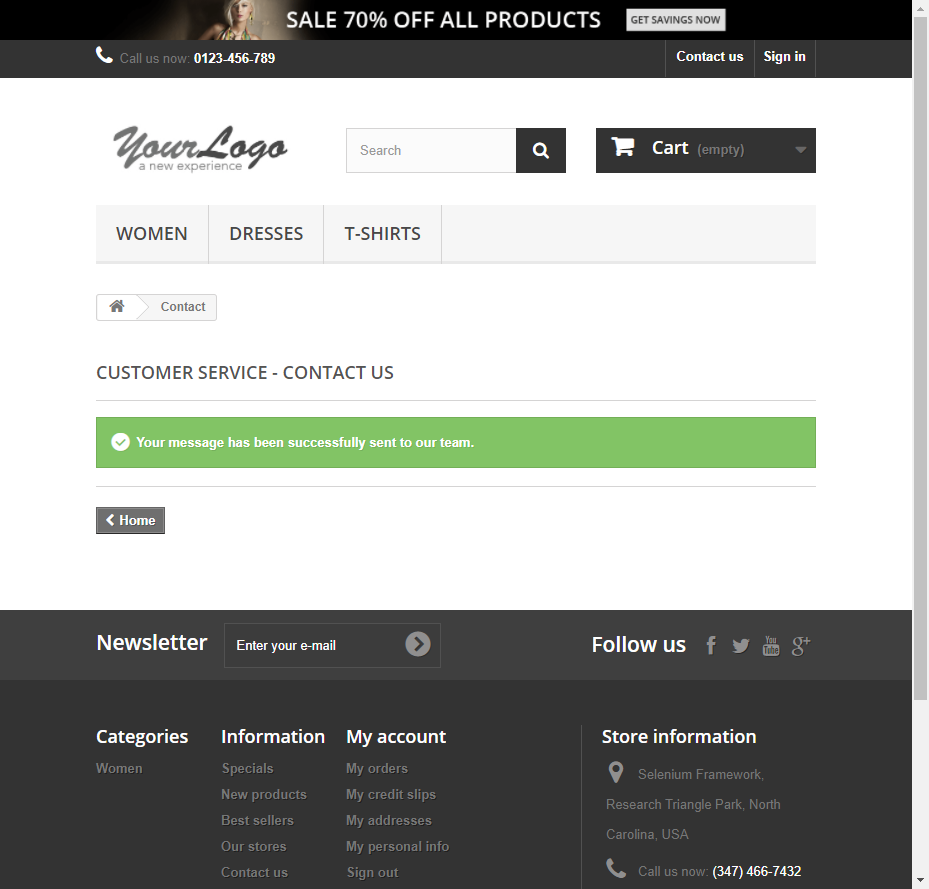 SALE 70% OFF ALL PRODUCTS GET SAVINGS NOW
Call us now: 0123-456-789 Contact us Sign in
YourLogo
a new experience
Search
Cart (empty)
WOMEN DRESSES T-SHIRTS
Contact
CUSTOMER SERVICE - CONTACT US
Your message has been successfully sent to our team.
Home
Newsletter Enter your e-mail Follow us f You Tube g+
Categories Information My account Store information
Women Specials My orders Selenium Framework,
New products My credit slips Research Triangle Park, North
Best sellers My addresses Carolina, USA
Our stores My personal info
Contact us Sign out Call us now: (347) 466-7432